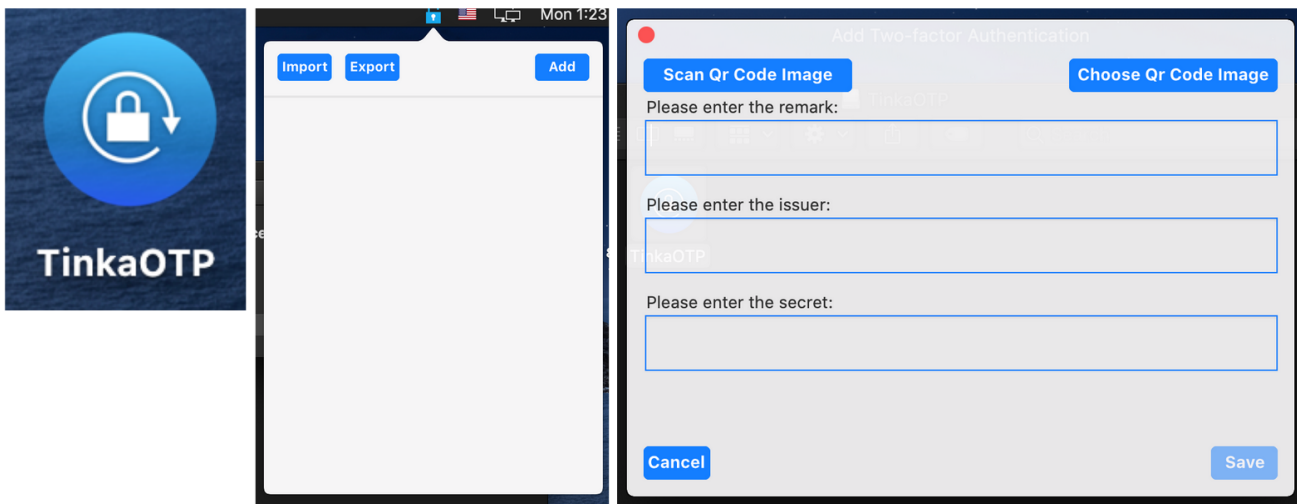 TinkaOTP
Mon 1:23
Import Export Add
Add Two-factor Authentication
Scan Qr Code Image Choose Qr Code Image
TinkaOTP
Please enter the remark:
Please enter the issuer:
TinkaOTP
Please enter the secret:
Cancel Save